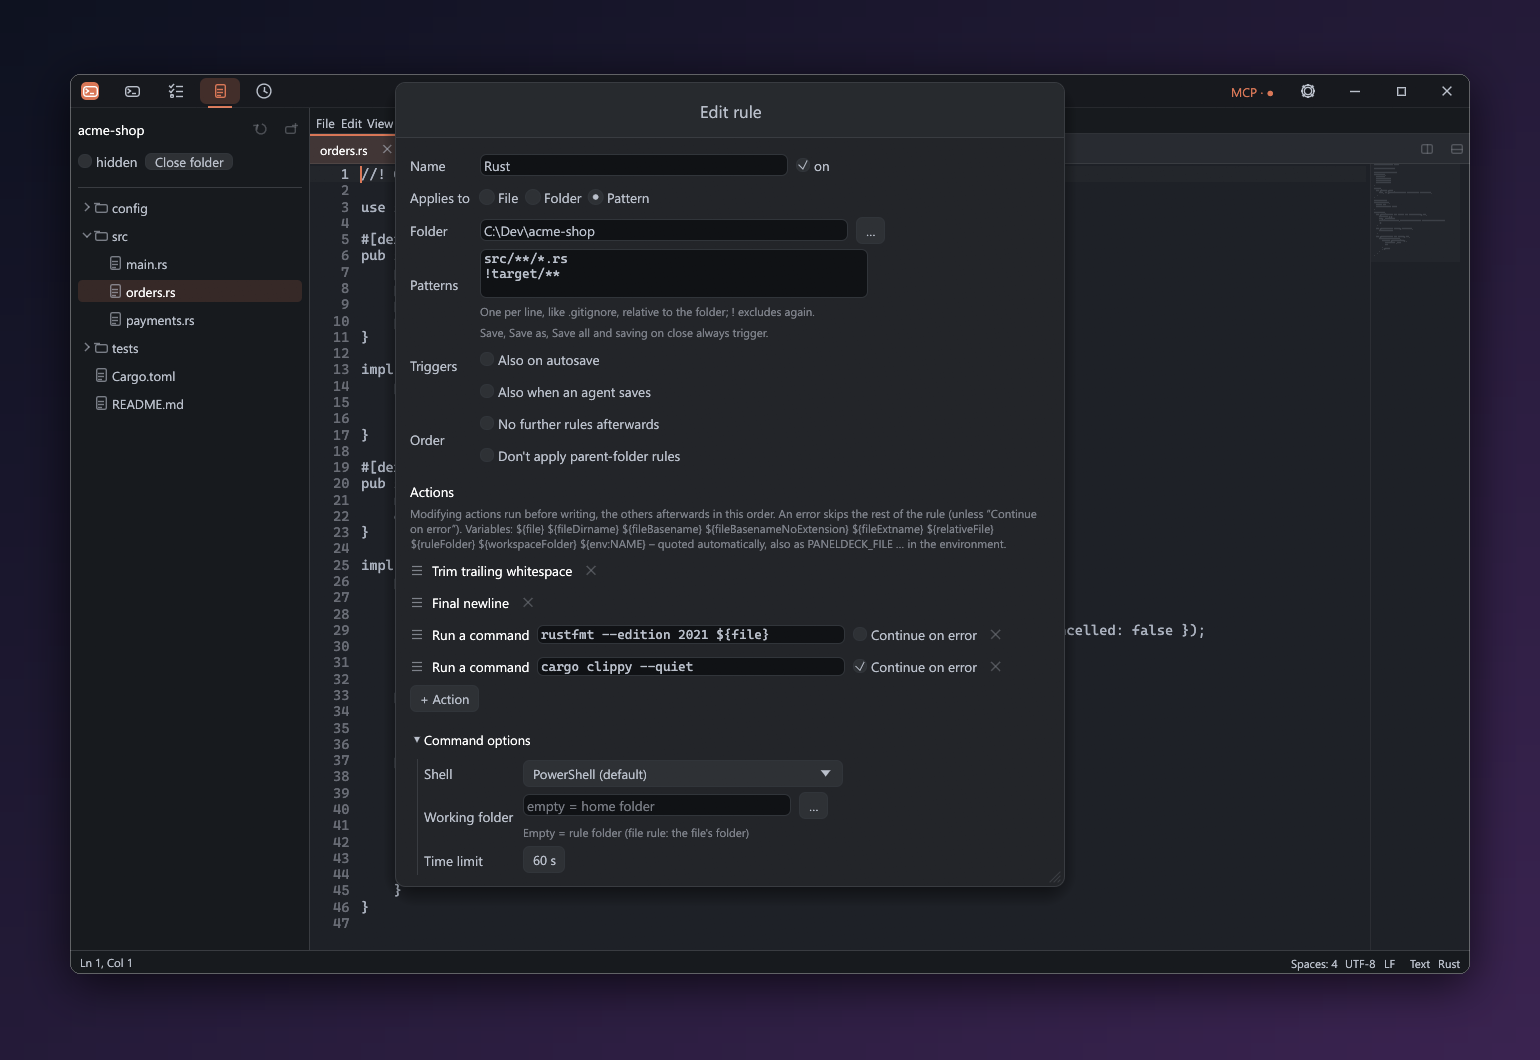 MCP ·
acme-shop
hidden Close folder
config
src
main.rs
orders.rs
payments.rs
tests
Cargo.toml
README.md
File Edit View
orders.rs
1 //!
2
3 use
4
5 #[de
6 pub
7
8
9
10
11 }
12
13 impl
14
15
16
17 }
18
19 #[de
20 pub
21
22
23 }
24
25 impl
26
27
28
29 celled: false });
30
31
32
33
34
35
36
37
38
39
40
41
42
43
44
45 }
46 }
47
Edit rule
Name Rust on
Applies to File Folder Pattern
Folder C:\Dev\acme-shop ...
Patterns
src/**/*.rs
!target/**
One per line, like .gitignore, relative to the folder; ! excludes again.
Save, Save as, Save all and saving on close always trigger.
Triggers
Also on autosave
Also when an agent saves
Order
No further rules afterwards
Don't apply parent-folder rules
Actions
Modifying actions run before writing, the others afterwards in this order. An error skips the rest of the rule (unless "Continue
on error"). Variables: ${file} ${fileDirname} ${fileBasename} ${fileBasenameNoExtension} ${fileExtname} ${relativeFile}
${ruleFolder} ${workspaceFolder} ${env:NAME} – quoted automatically, also as PANELDECK_FILE ... in the environment.
Trim trailing whitespace
Final newline
Run a command rustfmt --edition 2021 ${file} Continue on error
Run a command cargo clippy --quiet Continue on error
+ Action
Command options
Shell PowerShell (default)
Working folder empty = home folder ...
Empty = rule folder (file rule: the file's folder)
Time limit 60 s
Ln 1, Col 1
Spaces: 4 UTF-8 LF Text Rust